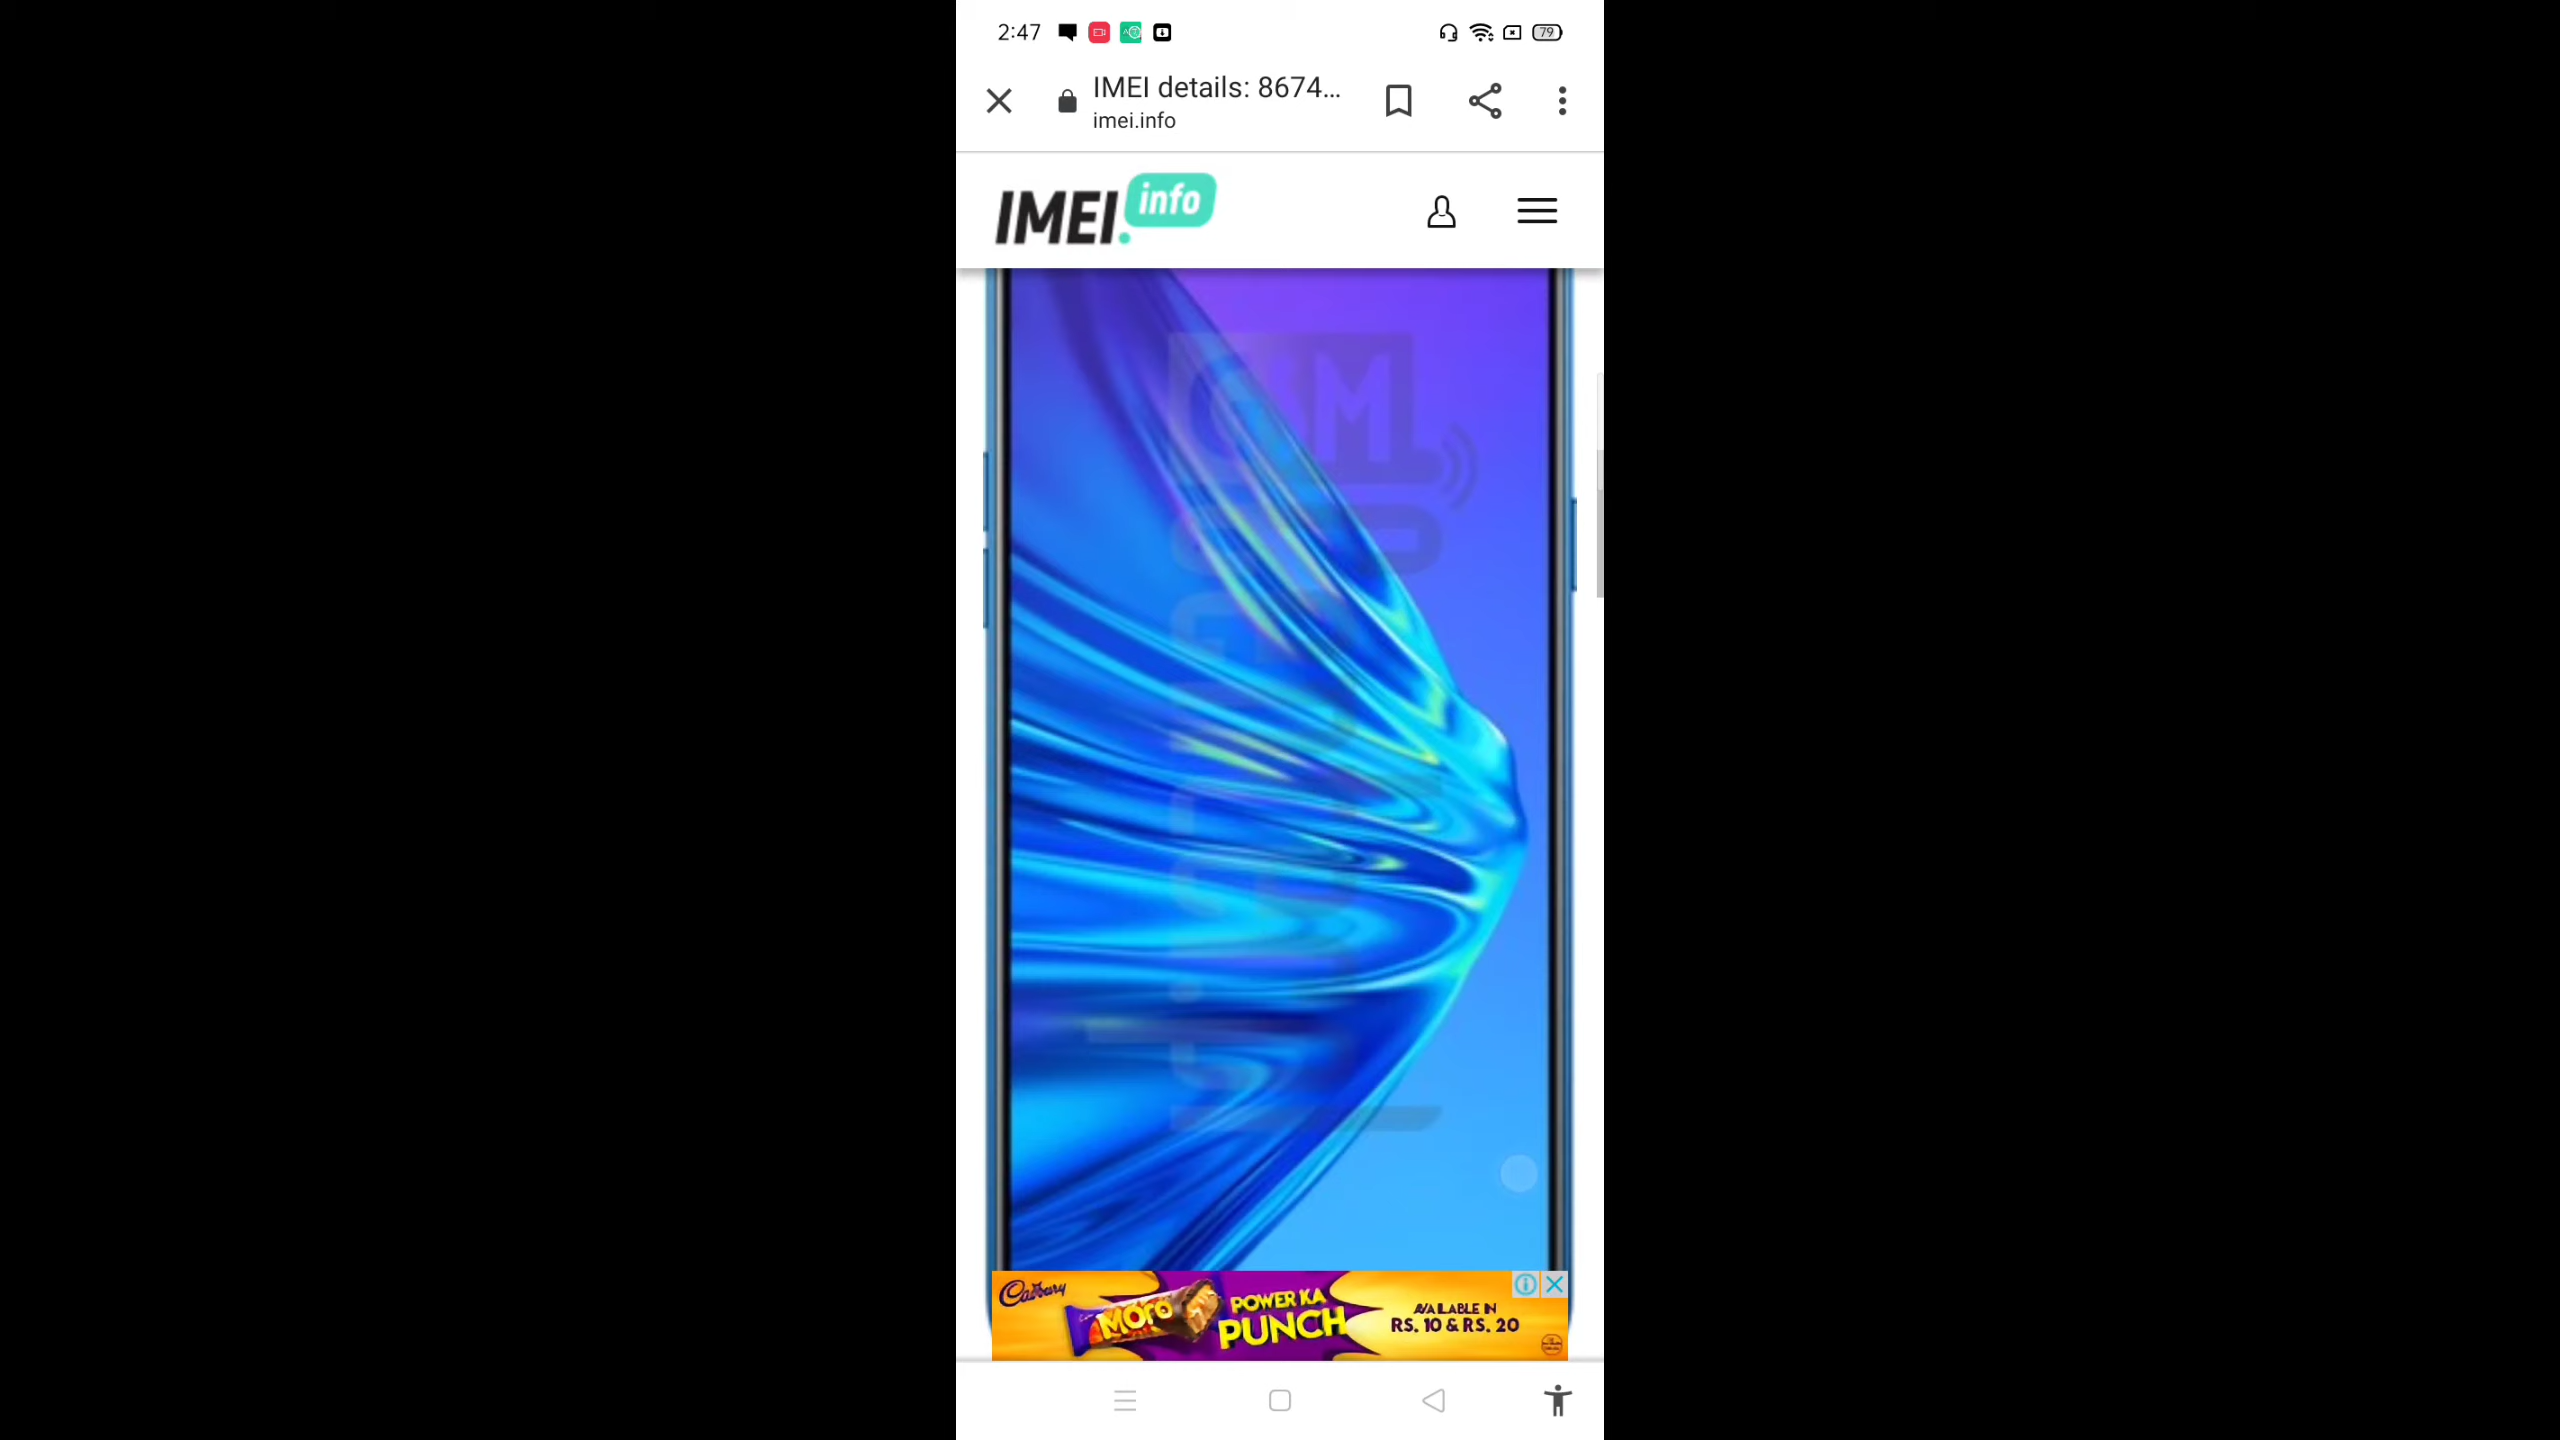 2:47
79
IMEI details: 8674...
imei.info
IMEI.info
Cadbury
MORO
POWER KA
PUNCH
AVAILABLE IN
RS. 10 & RS. 20